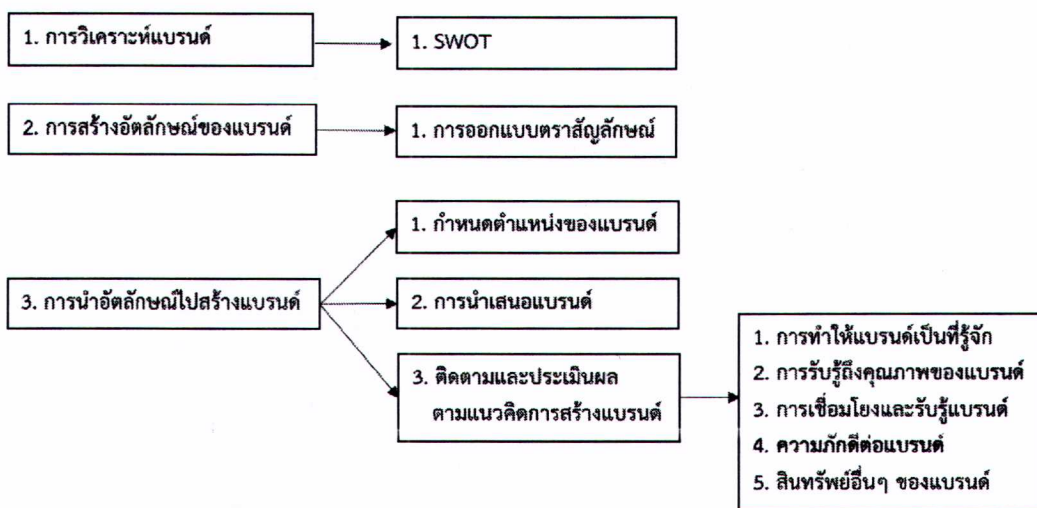 1. การวิเคราะห์แบรนด์
1. SWOT
2. การสร้างอัตลักษณ์ของแบรนด์
1. การออกแบบตราสัญลักษณ์
3. การนำอัตลักษณ์ไปสร้างแบรนด์
1. กำหนดตำแหน่งของแบรนด์
2. การนำเสนอแบรนด์
3. ติดตามและประเมินผล
ตามแนวคิดการสร้างแบรนด์
1. การทำให้แบรนด์เป็นที่รู้จัก
2. การรับรู้ถึงคุณภาพของแบรนด์
3. การเชื่อมโยงและรับรู้แบรนด์
4. ความภักดีต่อแบรนด์
5. สินทรัพย์อื่นๆ ของแบรนด์